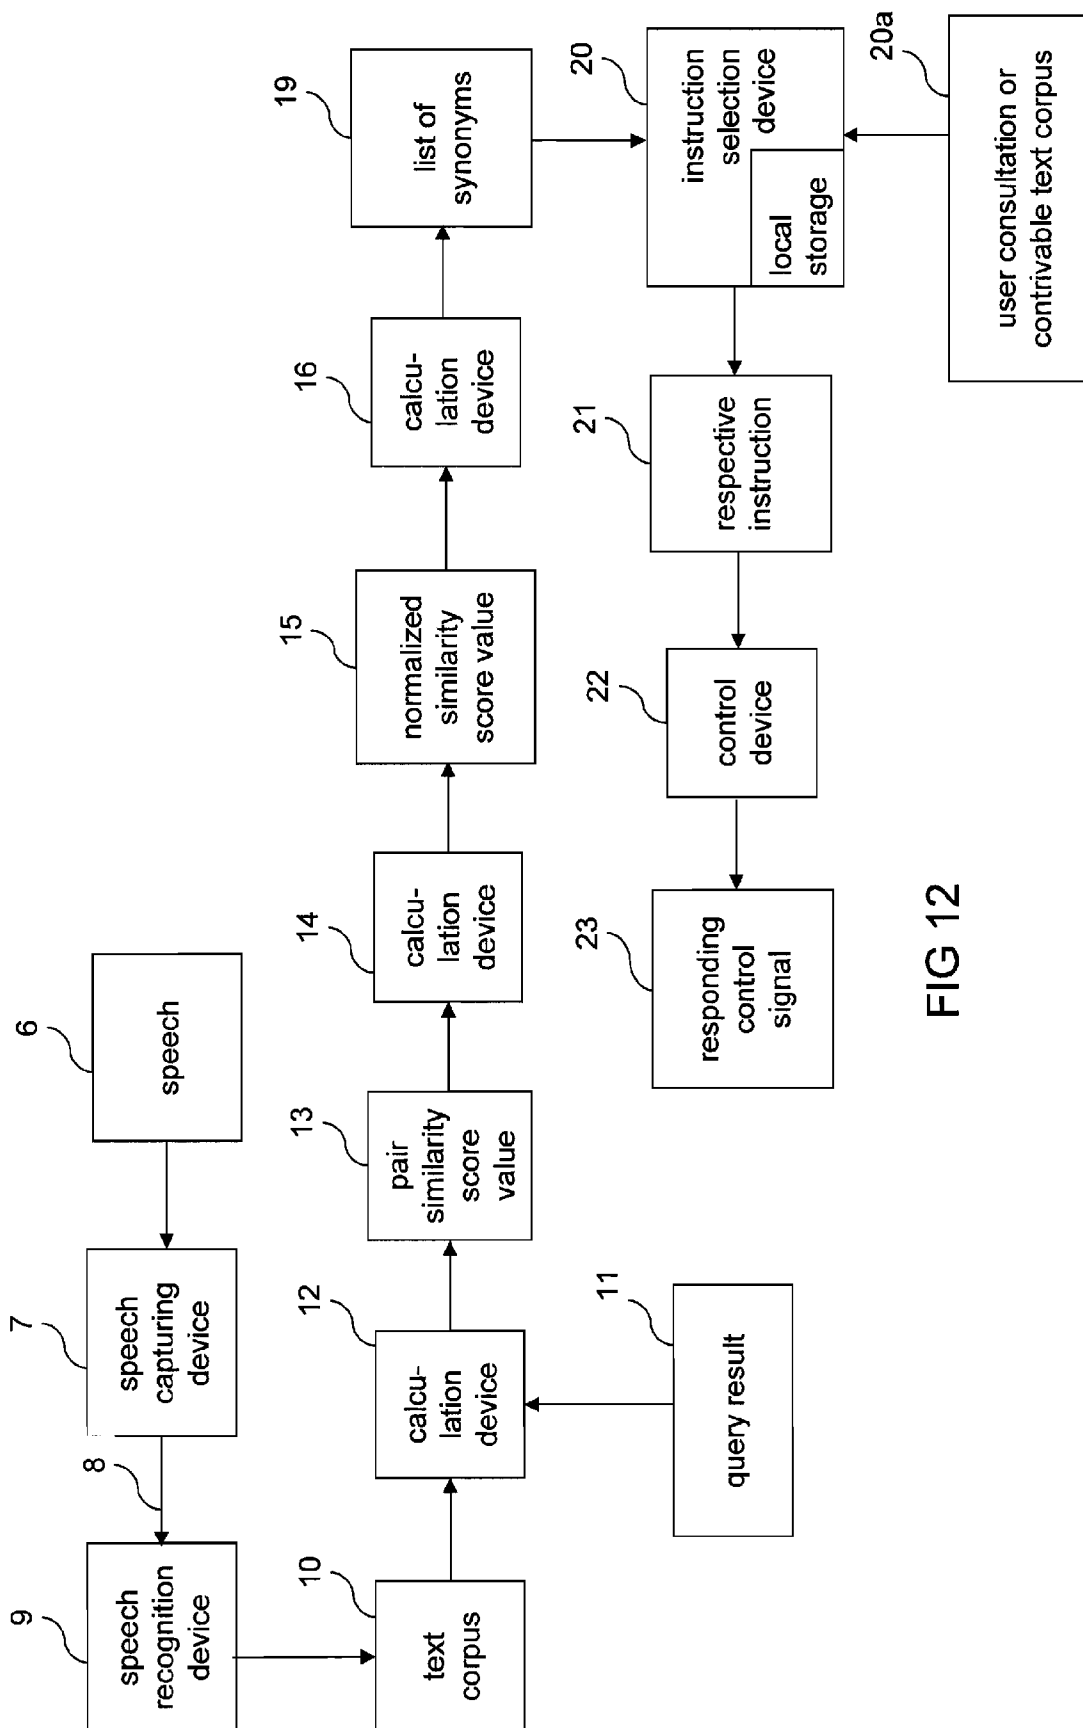 6
speech
7
speech
capturing
device
8
9
speech
recognition
device
10
text
corpus
11
query result
12
calcu-
lation
device
13
pair
similarity
score
value
14
calcu-
lation
device
15
normalized
similarity
score value
16
calcu-
lation
device
19
list of
synonyms
20
instruction
selection
device
local
storage
20a
user consultation or
contrivable text corpus
21
respective
instruction
22
control
device
23
responding
control
signal
FIG 12